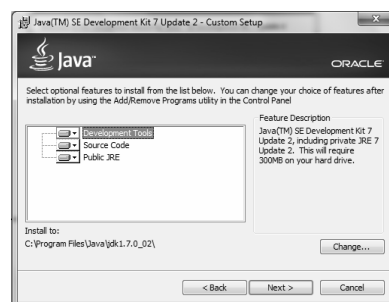 Java(TM) SE Development Kit 7 Update 2 - Custom Setup
Java™
ORACLE
Select optional features to install from the list below. You can change your choice of features after
installation by using the Add/Remove Programs utility in the Control Panel
Development Tools
Source Code
Public JRE
Feature Description
Java(TM) SE Development Kit 7
Update 2, including private JRE 7
Update 2. This will require
300MB on your hard drive.
Install to:
C:\Program Files\Java\jdk1.7.0_02\
Change...
< Back
Next >
Cancel